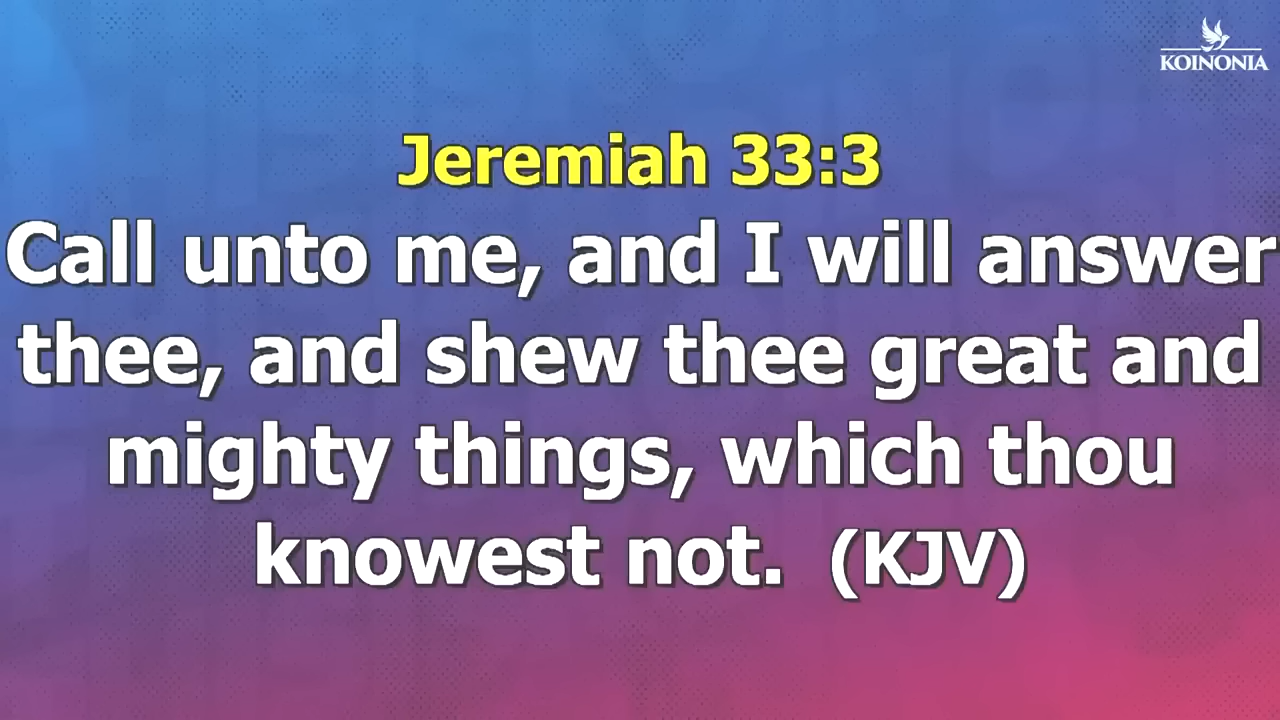 KOINONIA
Jeremiah 33:3
Call unto me, and I will answer
thee, and shew thee great and
mighty things, which thou
knowest not.  (KJV)